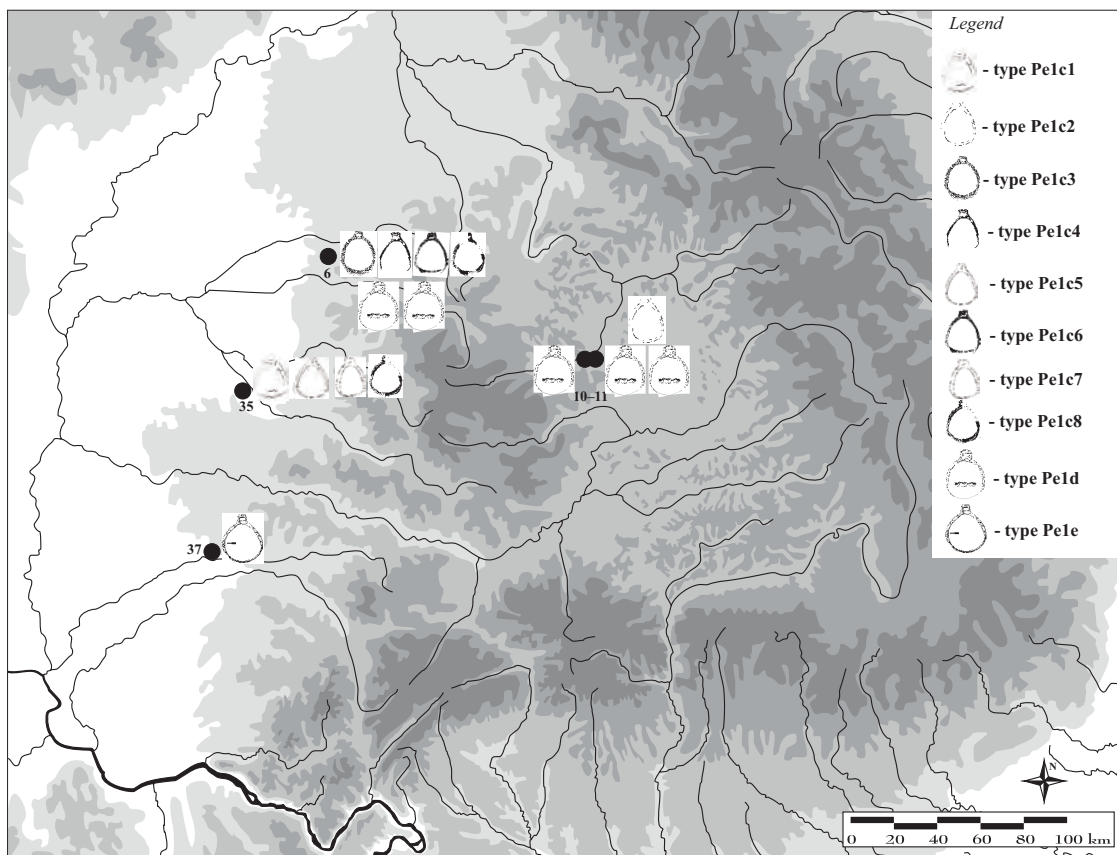 Legend
- type Pe1c1
- type Pe1c2
- type Pe1c3
- type Pe1c4
- type Pe1c5
- type Pe1c6
- type Pe1c7
- type Pe1c8
- type Pe1d
- type Pe1e
6
35
10–11
37
N
0 20 40 60 80 100 km